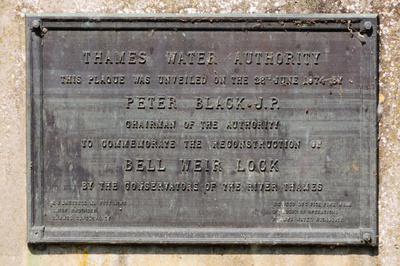 THAMES WATER AUTHORITY
THIS PLAQUE WAS UNVEILED ON THE 28TH JUNE 1974 BY
PETER BLACK J.P.
CHAIRMAN OF THE AUTHORITY
TO COMMEMORATE THE RECONSTRUCTION OF
BELL WEIR LOCK
BY THE CONSERVATORS OF THE RIVER THAMES